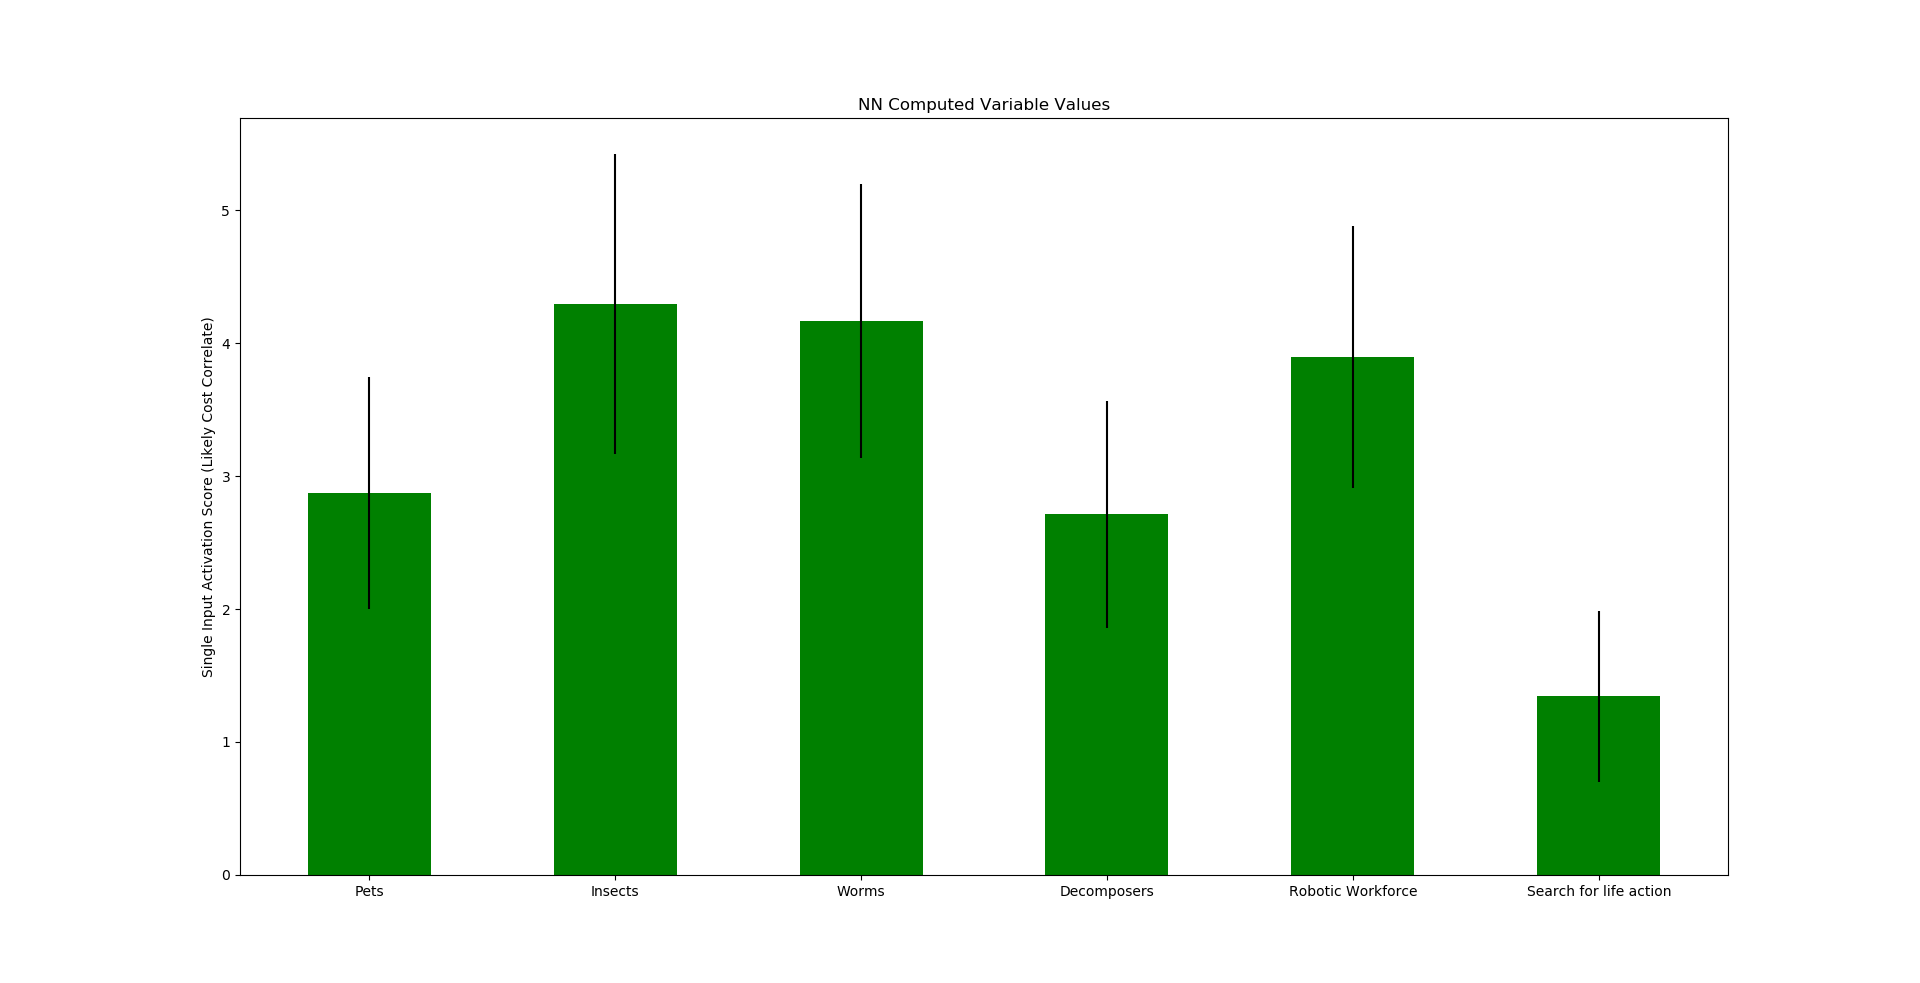 NN Computed Variable Values
Single Input Activation Score (Likely Cost Correlate)
5
4
3
2
1
0
Pets
Insects
Worms
Decomposers
Robotic Workforce
Search for life action